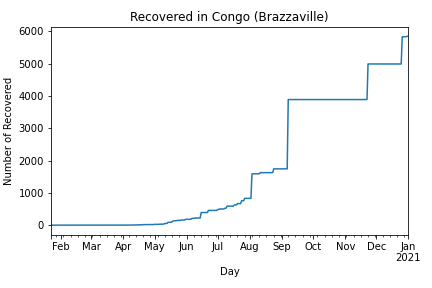 Recovered in Congo (Brazzaville)
6000
5000
4000
3000
2000
1000
0
Number of Recovered
Feb Mar Apr May Jun Jul Aug Sep Oct Nov Dec Jan
2021
Day